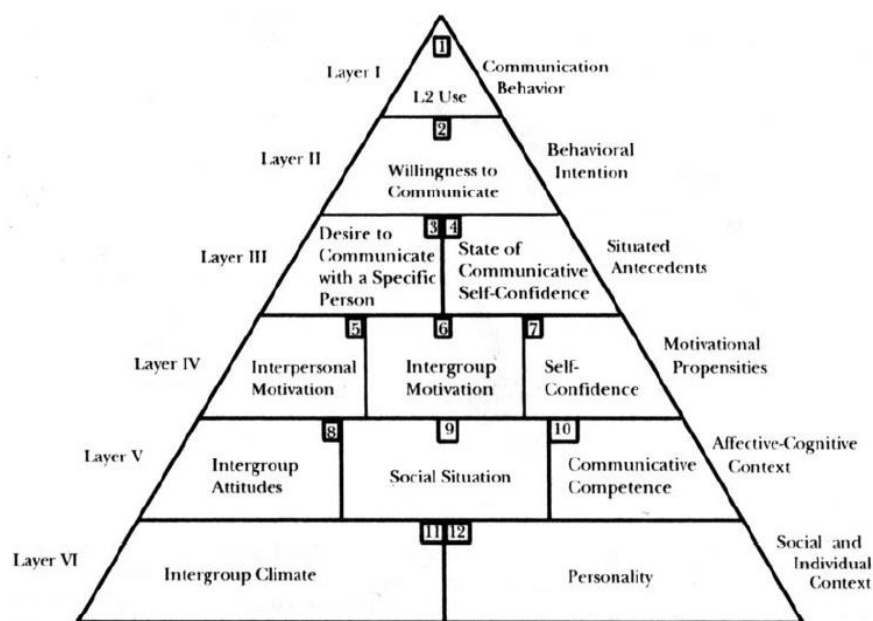 1
Layer I
Communication
Behavior
L2 Use
2
Layer II
Behavioral
Intention
Willingness to
Communicate
3 4
Layer III
Desire to
Communicate
with a Specific
Person
State of
Communicative
Self-Confidence
Situated
Antecedents
5 6 7
Layer IV
Interpersonal
Motivation
Intergroup
Motivation
Self-
Confidence
Motivational
Propensities
8 9 10
Layer V
Intergroup
Attitudes
Social Situation
Communicative
Competence
Affective-Cognitive
Context
11 12
Layer VI
Intergroup Climate
Personality
Social and
Individual
Context